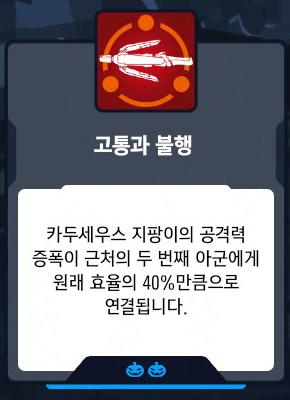 고통과 불행
카두세우스 지팡이의 공격력
증폭이 근처의 두 번째 아군에게
원래 효율의 40%만큼으로
연결됩니다.